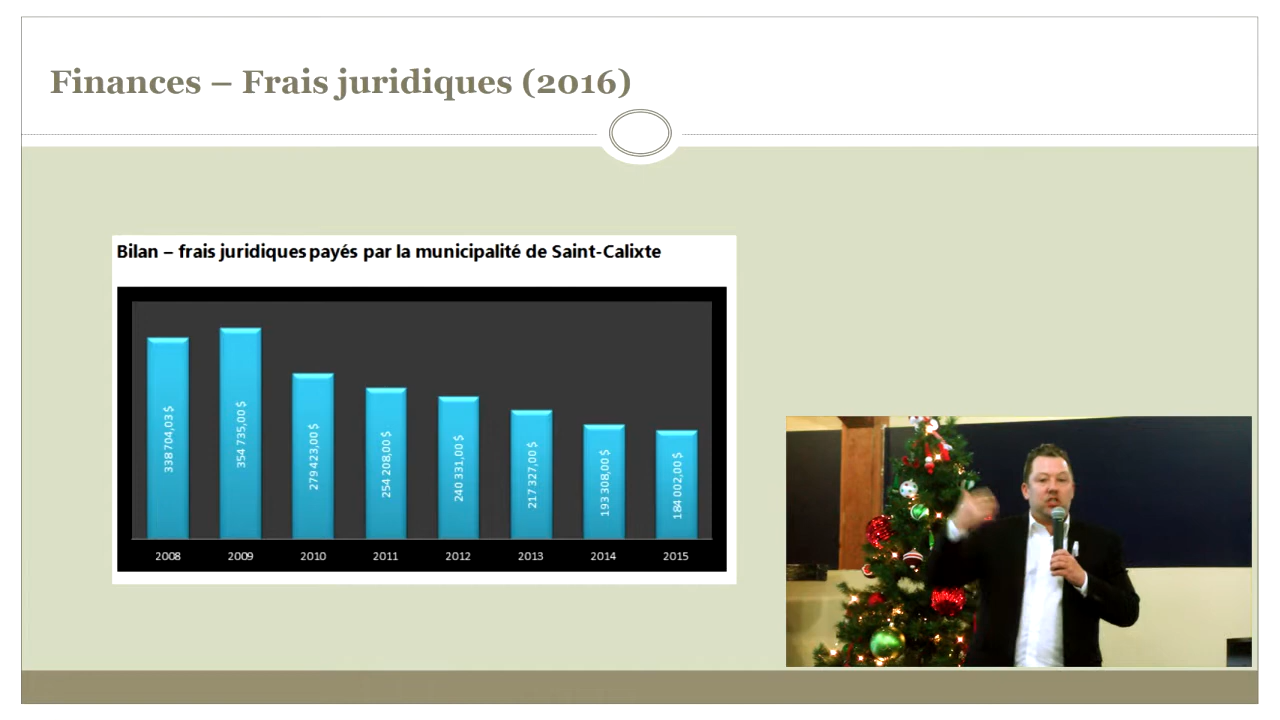 Finances – Frais juridiques (2016)
Bilan – frais juridiques payés par la municipalité de Saint-Calixte
338 704,03 $
354 735,00 $
279 423,00 $
254 208,00 $
240 331,00 $
217 327,00 $
193 308,00 $
184 002,00 $
2008 2009 2010 2011 2012 2013 2014 2015